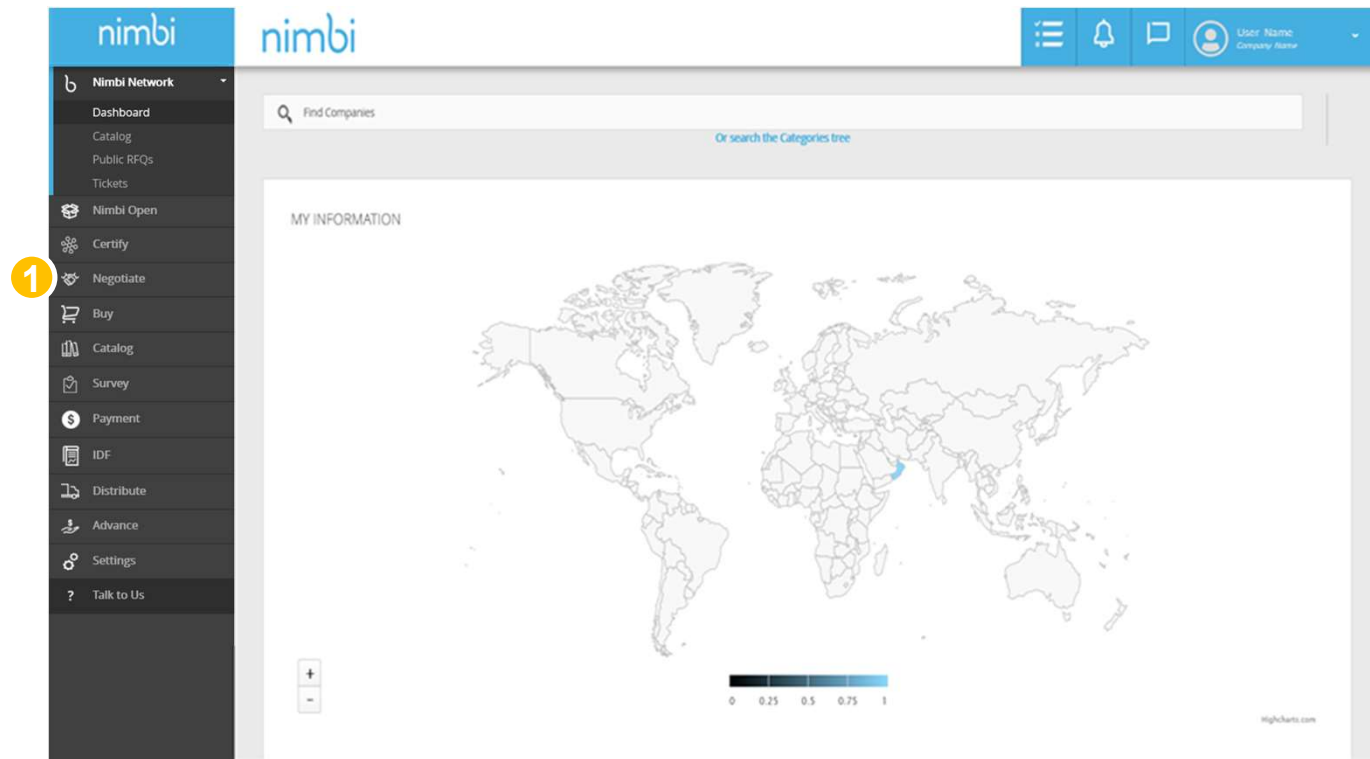 nimbi
nimbi
User Name
Company Name
Nimbi Network
Dashboard
Catalog
Public RFQs
Tickets
Nimbi Open
Certify
1
Negotiate
Buy
Catalog
Survey
$ Payment
IDF
Distribute
Advance
Settings
? Talk to Us
Find Companies
Or search the Categories tree
MY INFORMATION
+
-
0 0.25 0.5 0.75 1
Highcharts.com